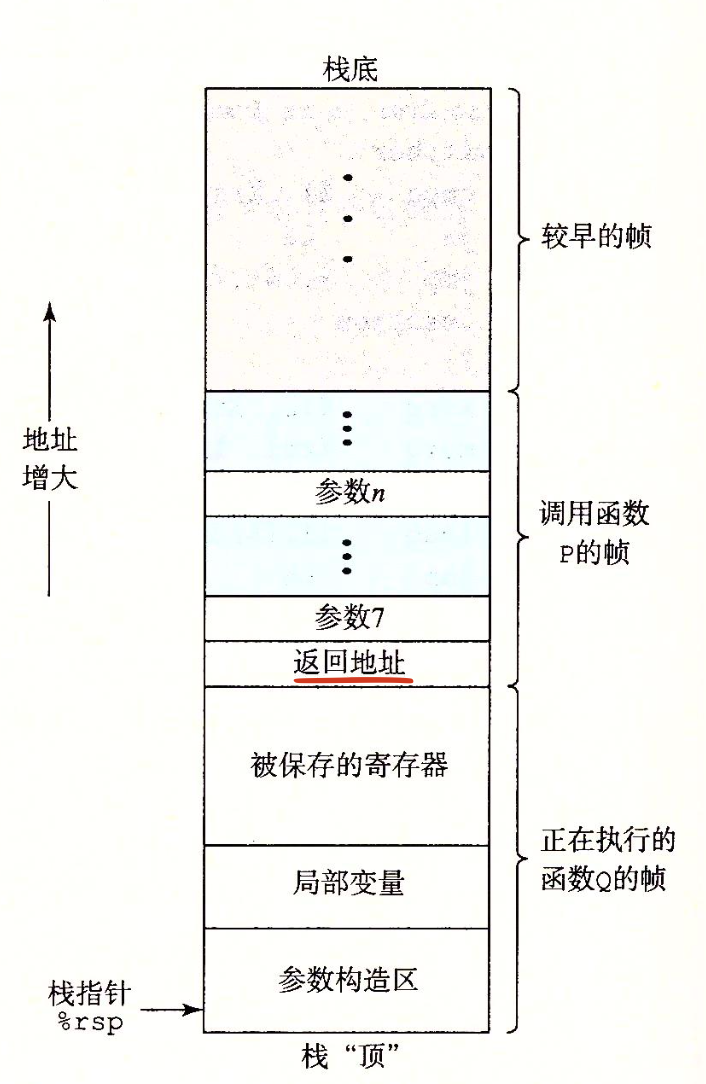 栈底
较早的帧
地址
增大
参数n
调用函数
P的帧
参数7
返回地址
被保存的寄存器
正在执行的
函数Q的帧
局部变量
参数构造区
栈指针
%rsp
栈“顶”